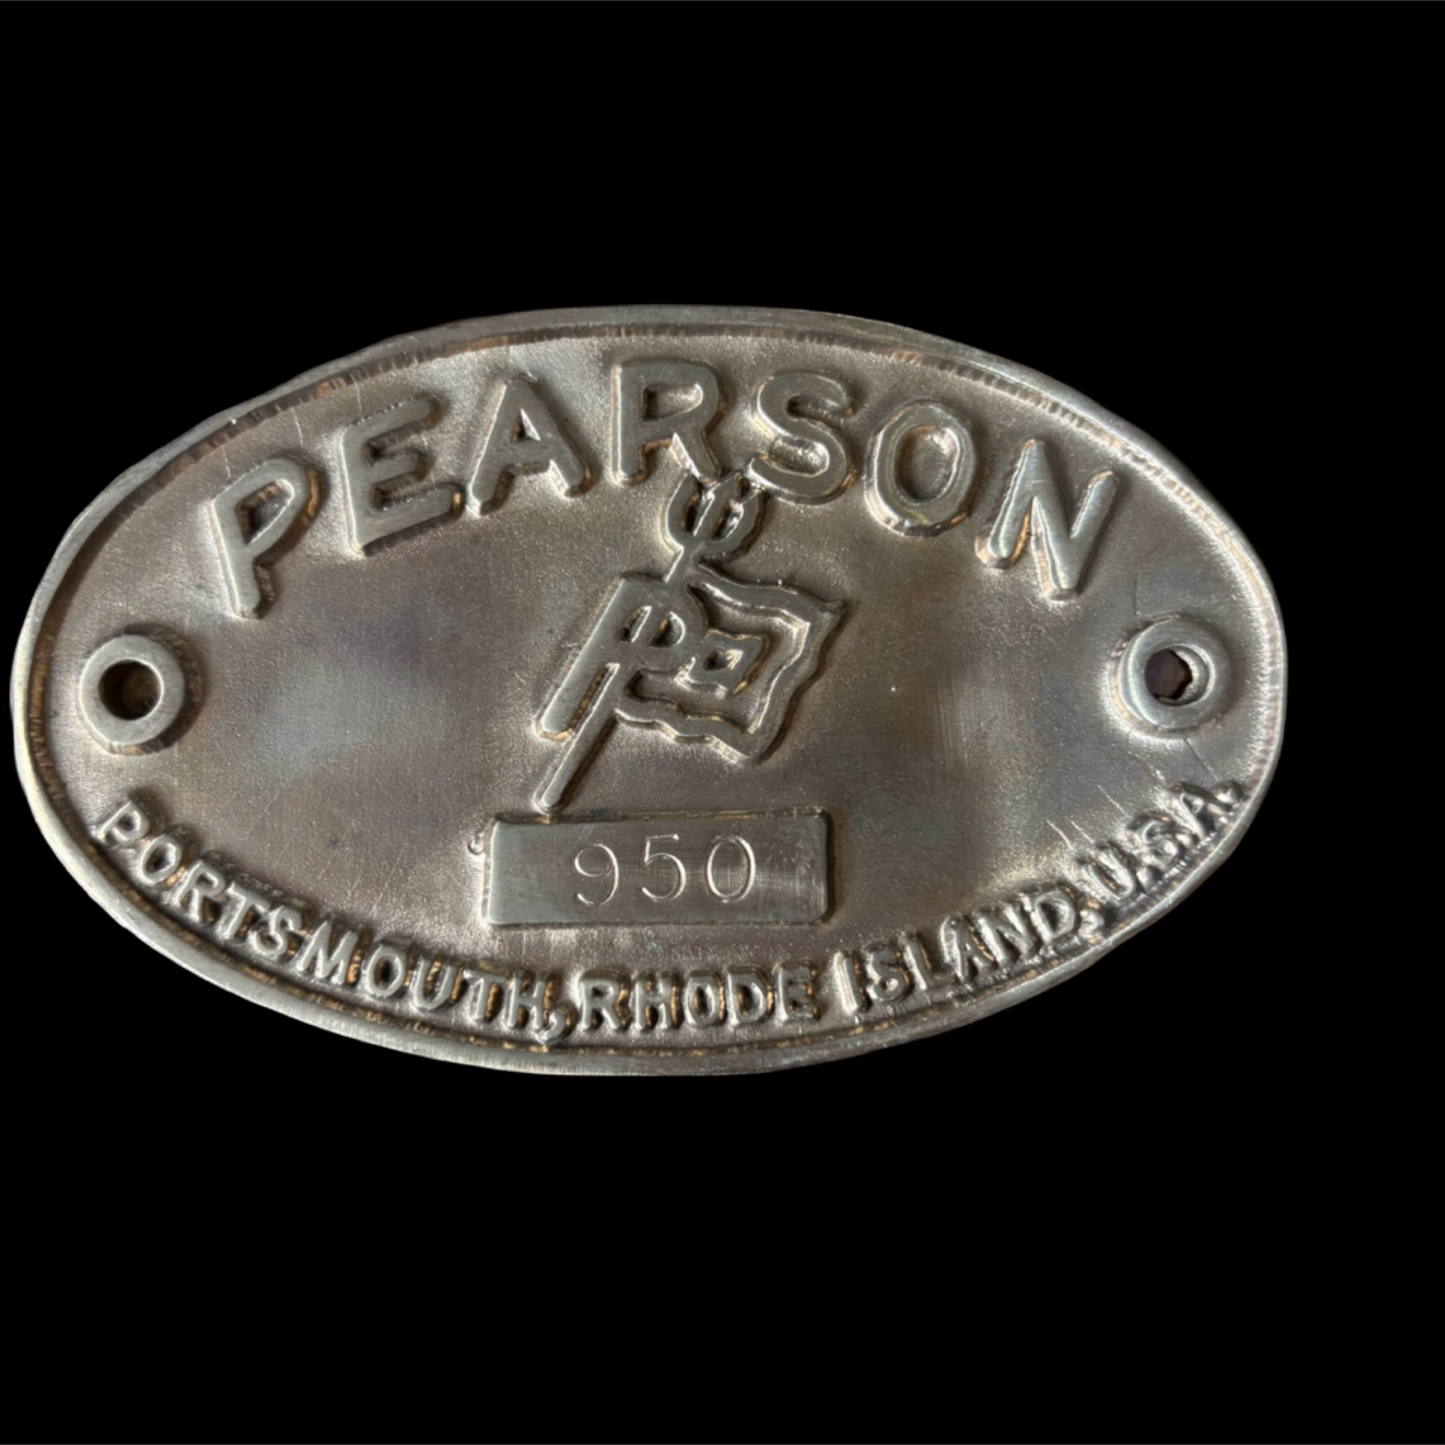 PEARSON
950
PORTSMOUTH, RHODE ISLAND, U.S.A.